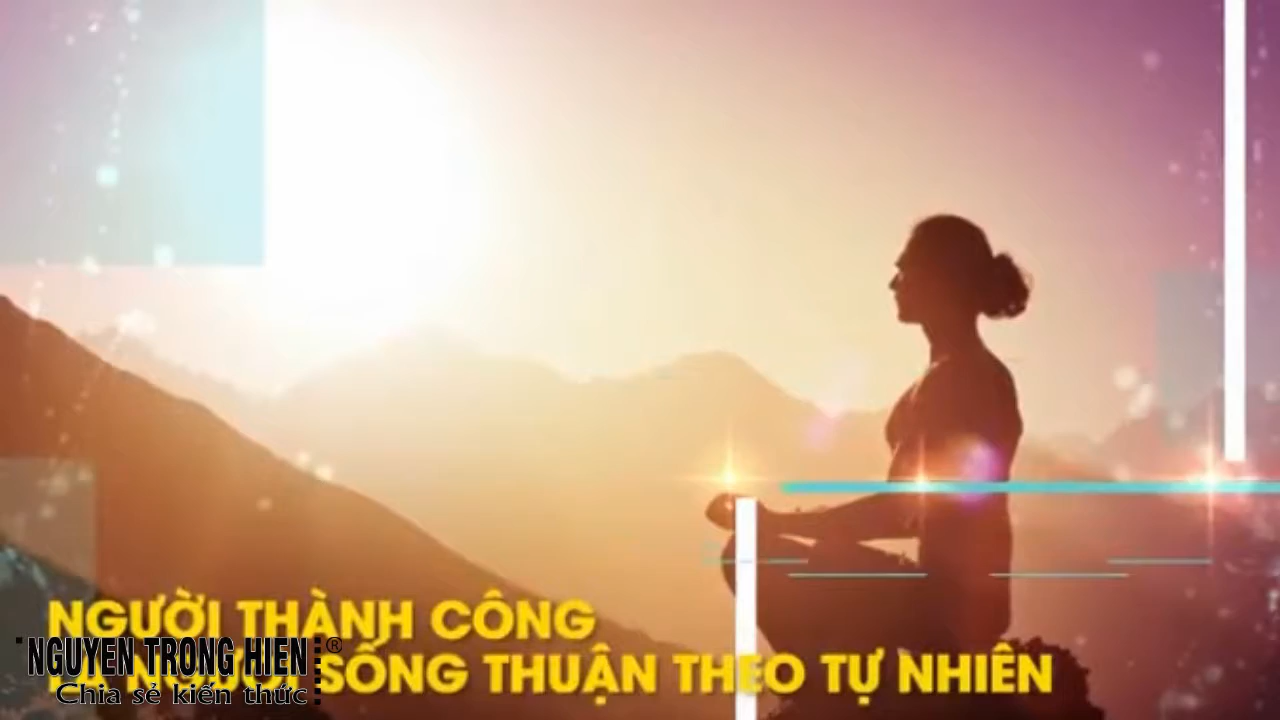 NGƯỜI THÀNH CÔNG
SỐNG THUẬN THEO TỰ NHIÊN
NGUYEN TRONG HIEN®
Chia sẻ kiến thức